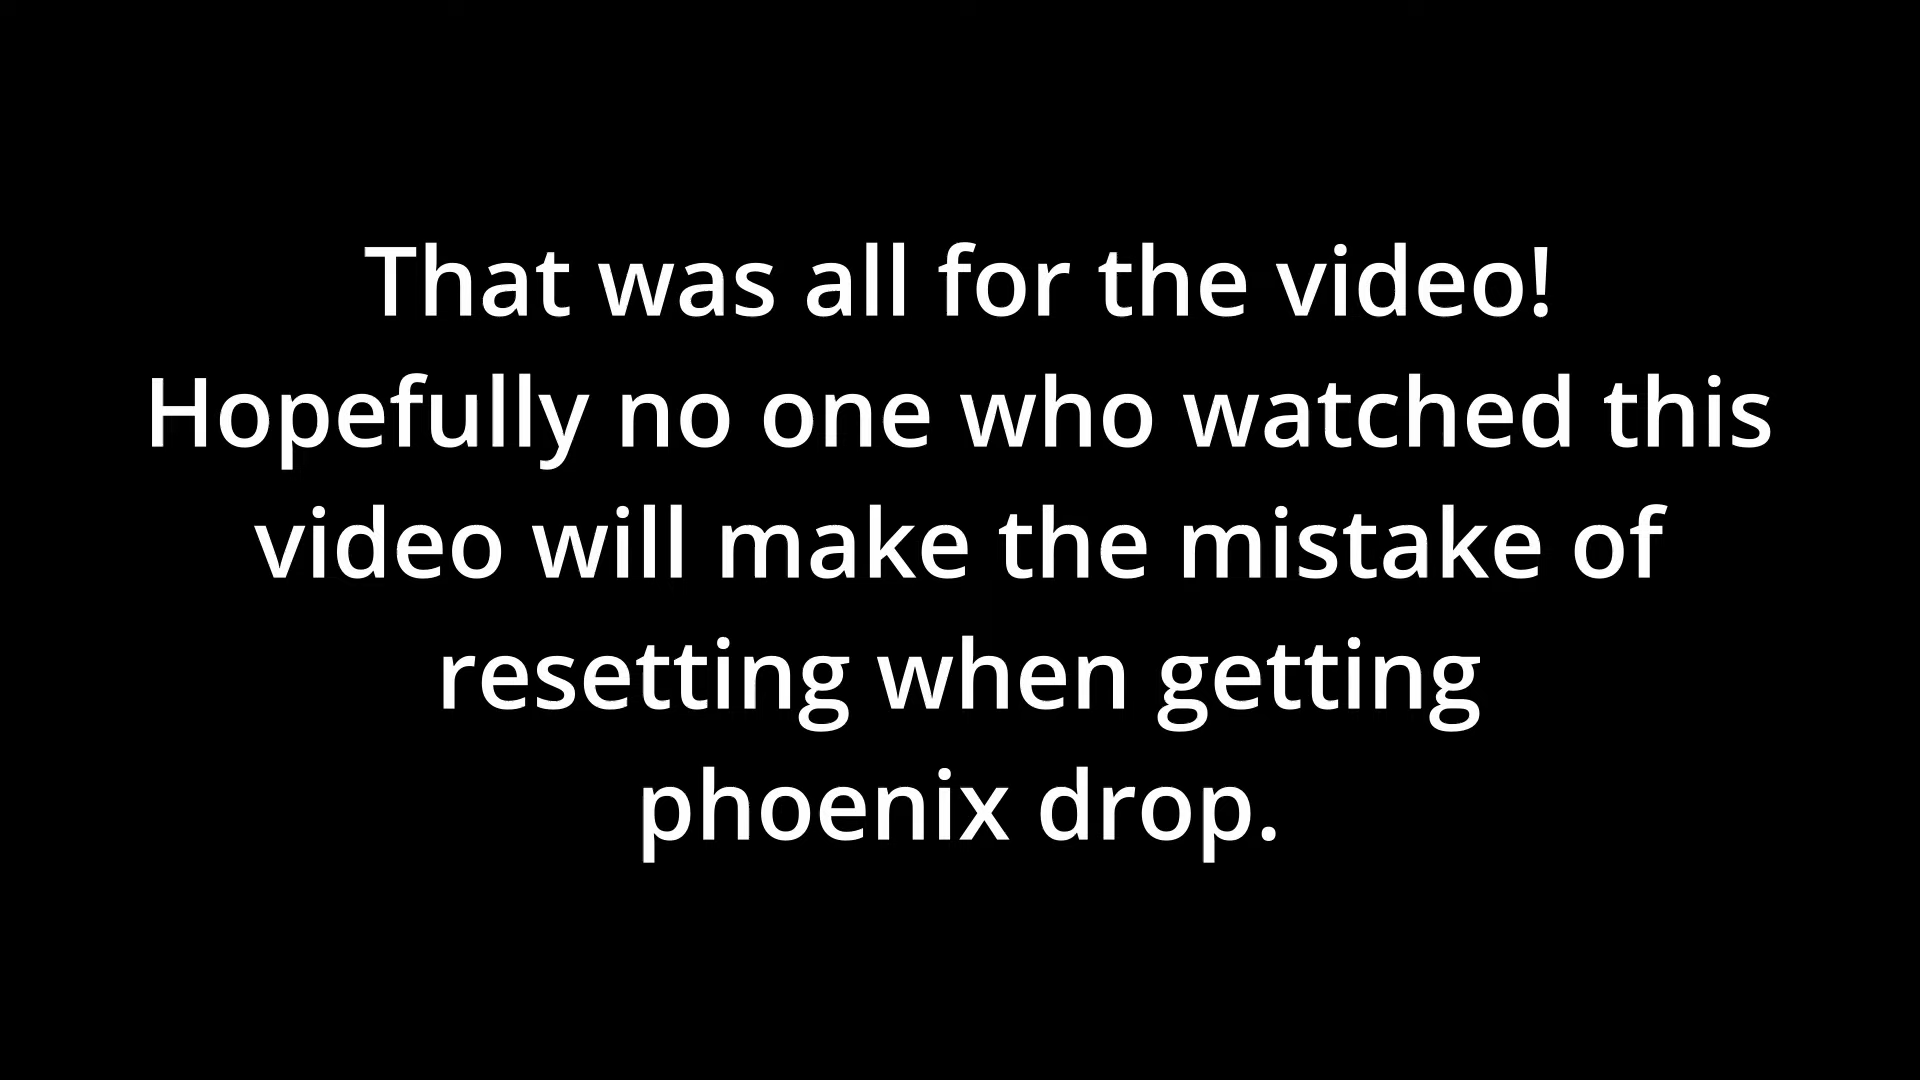 That was all for the video!
Hopefully no one who watched this
video will make the mistake of
resetting when getting
phoenix drop.